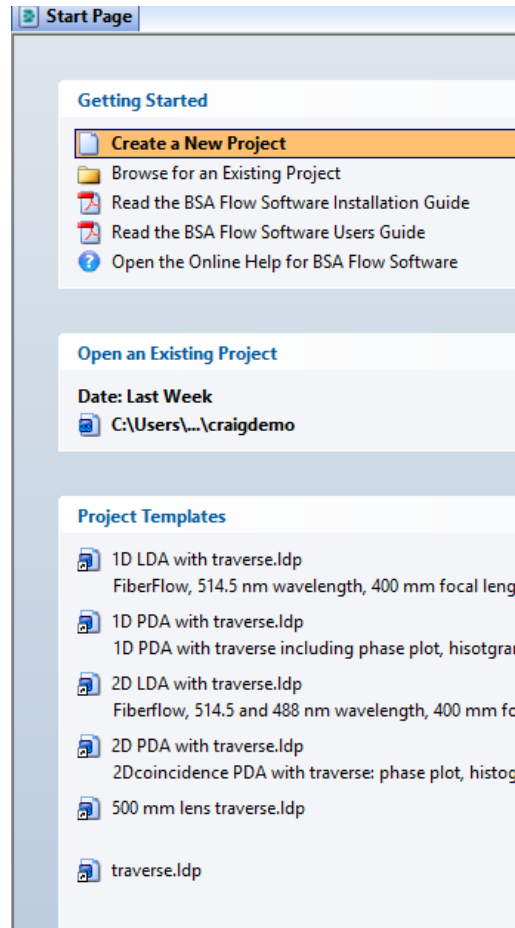 Start Page
Getting Started
Create a New Project
Browse for an Existing Project
Read the BSA Flow Software Installation Guide
Read the BSA Flow Software Users Guide
Open the Online Help for BSA Flow Software
Open an Existing Project
Date: Last Week
C:\Users\...\craigdemo
Project Templates
1D LDA with traverse.ldp
FiberFlow, 514.5 nm wavelength, 400 mm focal leng
1D PDA with traverse.ldp
1D PDA with traverse including phase plot, hisotgrar
2D LDA with traverse.ldp
Fiberflow, 514.5 and 488 nm wavelength, 400 mm fo
2D PDA with traverse.ldp
2Dcoincidence PDA with traverse: phase plot, histog
500 mm lens traverse.ldp
traverse.ldp